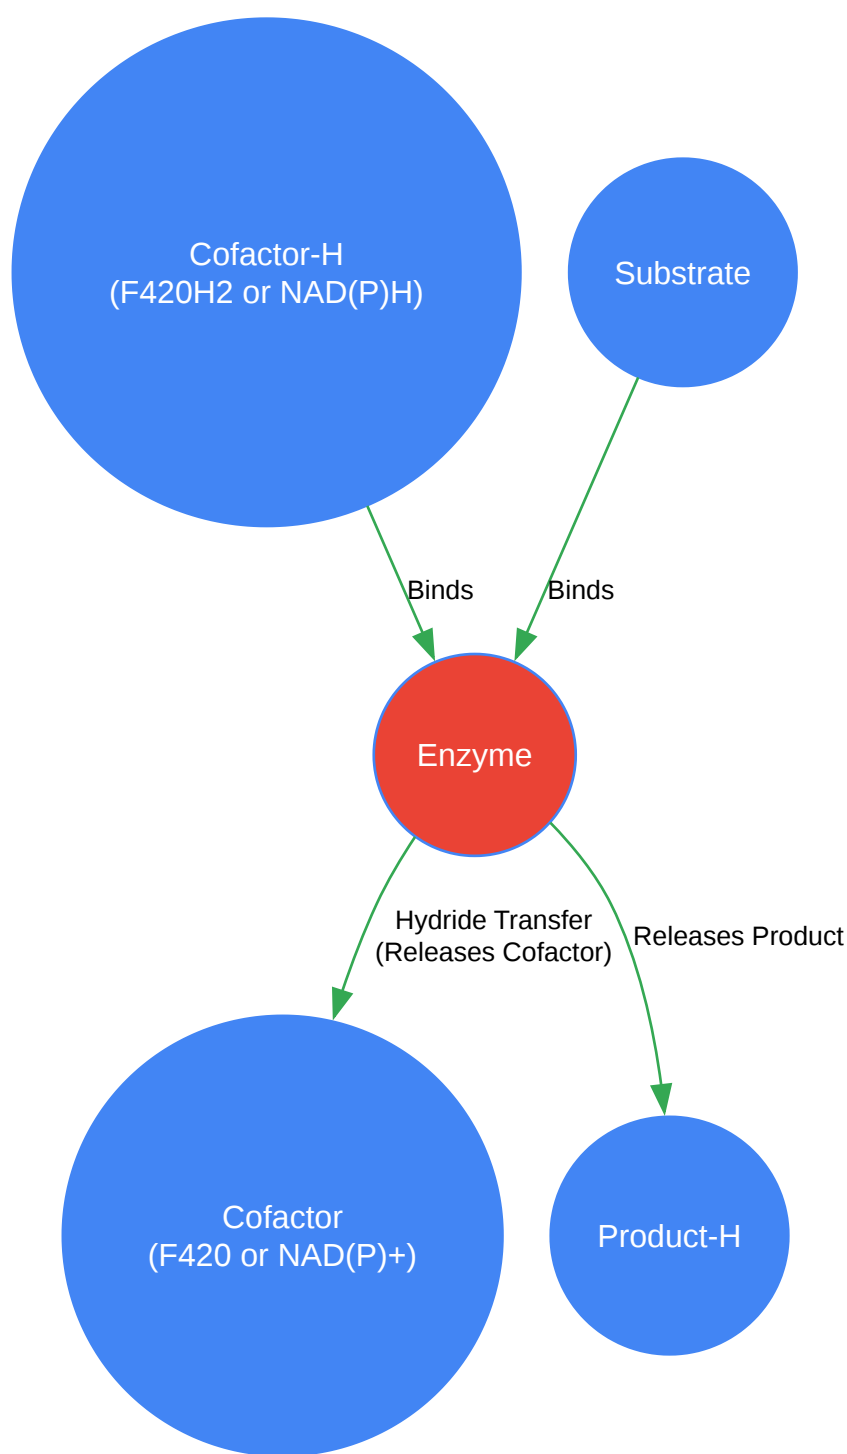 Cofactor-H
(F420H2 or NAD(P)H)
Substrate
Binds
Binds
Enzyme
Hydride Transfer
(Releases Cofactor)
Releases Product
Cofactor
(F420 or NAD(P)+)
Product-H